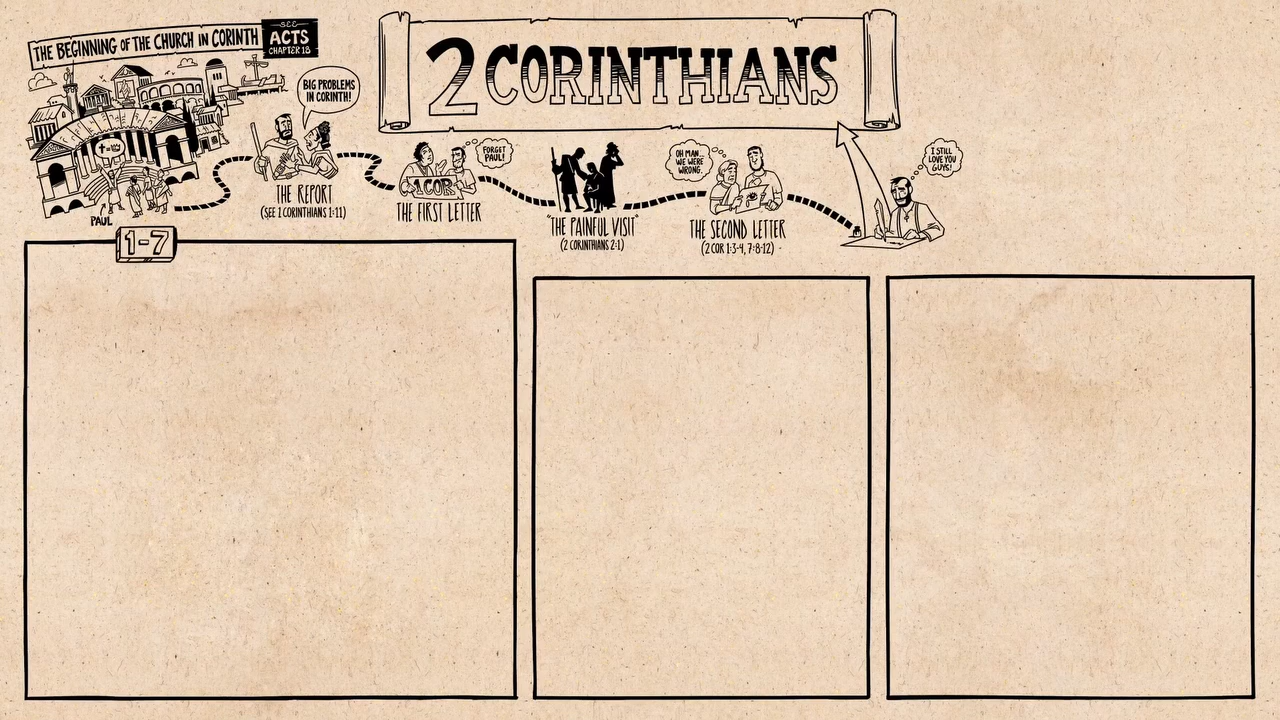 THE BEGINNING OF THE CHURCH IN CORINTH
SEE
ACTS
CHAPTER 18
2 CORINTHIANS
BIG PROBLEMS
IN CORINTH!
PAUL
THE REPORT
(SEE 1 CORINTHIANS 1:11)
FORGET
PAUL!
1 COR
THE FIRST LETTER
"THE PAINFUL VISIT"
(2 CORINTHIANS 2:1)
OH MAN...
WE WERE
WRONG.
THE SECOND LETTER
(2 COR 1:3-4, 7:8-12)
I STILL
LOVE YOU
GUYS!
1-7